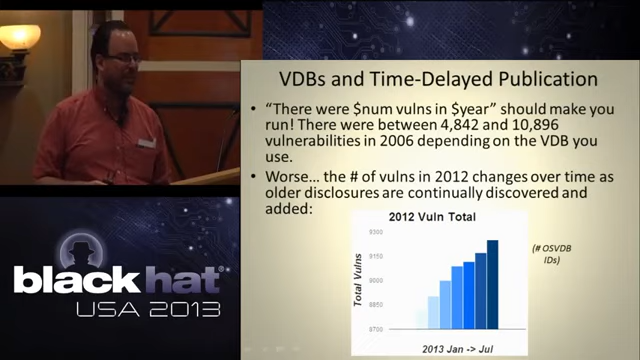 VDBs and Time-Delayed Publication
• "There were $num vulns in $year" should make you
run! There were between 4,842 and 10,896
vulnerabilities in 2006 depending on the VDB you
use.
• Worse... the # of vulns in 2012 changes over time as
older disclosures are continually discovered and
added:
2012 Vuln Total
Total Vulns
9300
9150
9000
8850
8700
2013 Jan -> Jul
(# OSVDB
IDs)
black hat®
USA 2013